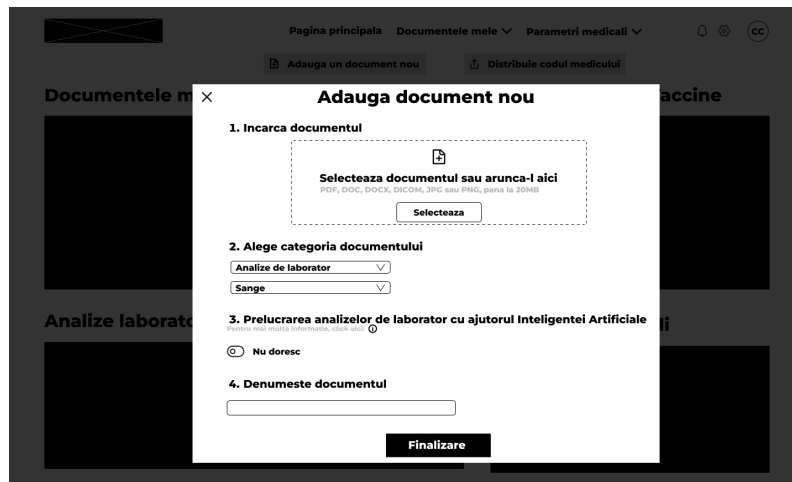 Pagina principala Documentele mele Parametri medicali CC
Adauga un document nou Distribuie codul medicului
Documentele m accine
Adauga document nou
1. Incarca documentul
Selecteaza documentul sau arunca-l aici
PDF, DOC, DOCX, DICOM, JPG sau PNG, pana la 20MB
Selecteaza
2. Alege categoria documentului
Analize de laborator
Sange
Analize laborato li
3. Prelucrarea analizelor de laborator cu ajutorul Inteligentei Artificiale
Pentru mai multa informatie, click aici:
Nu doresc
4. Denumeste documentul
Finalizare